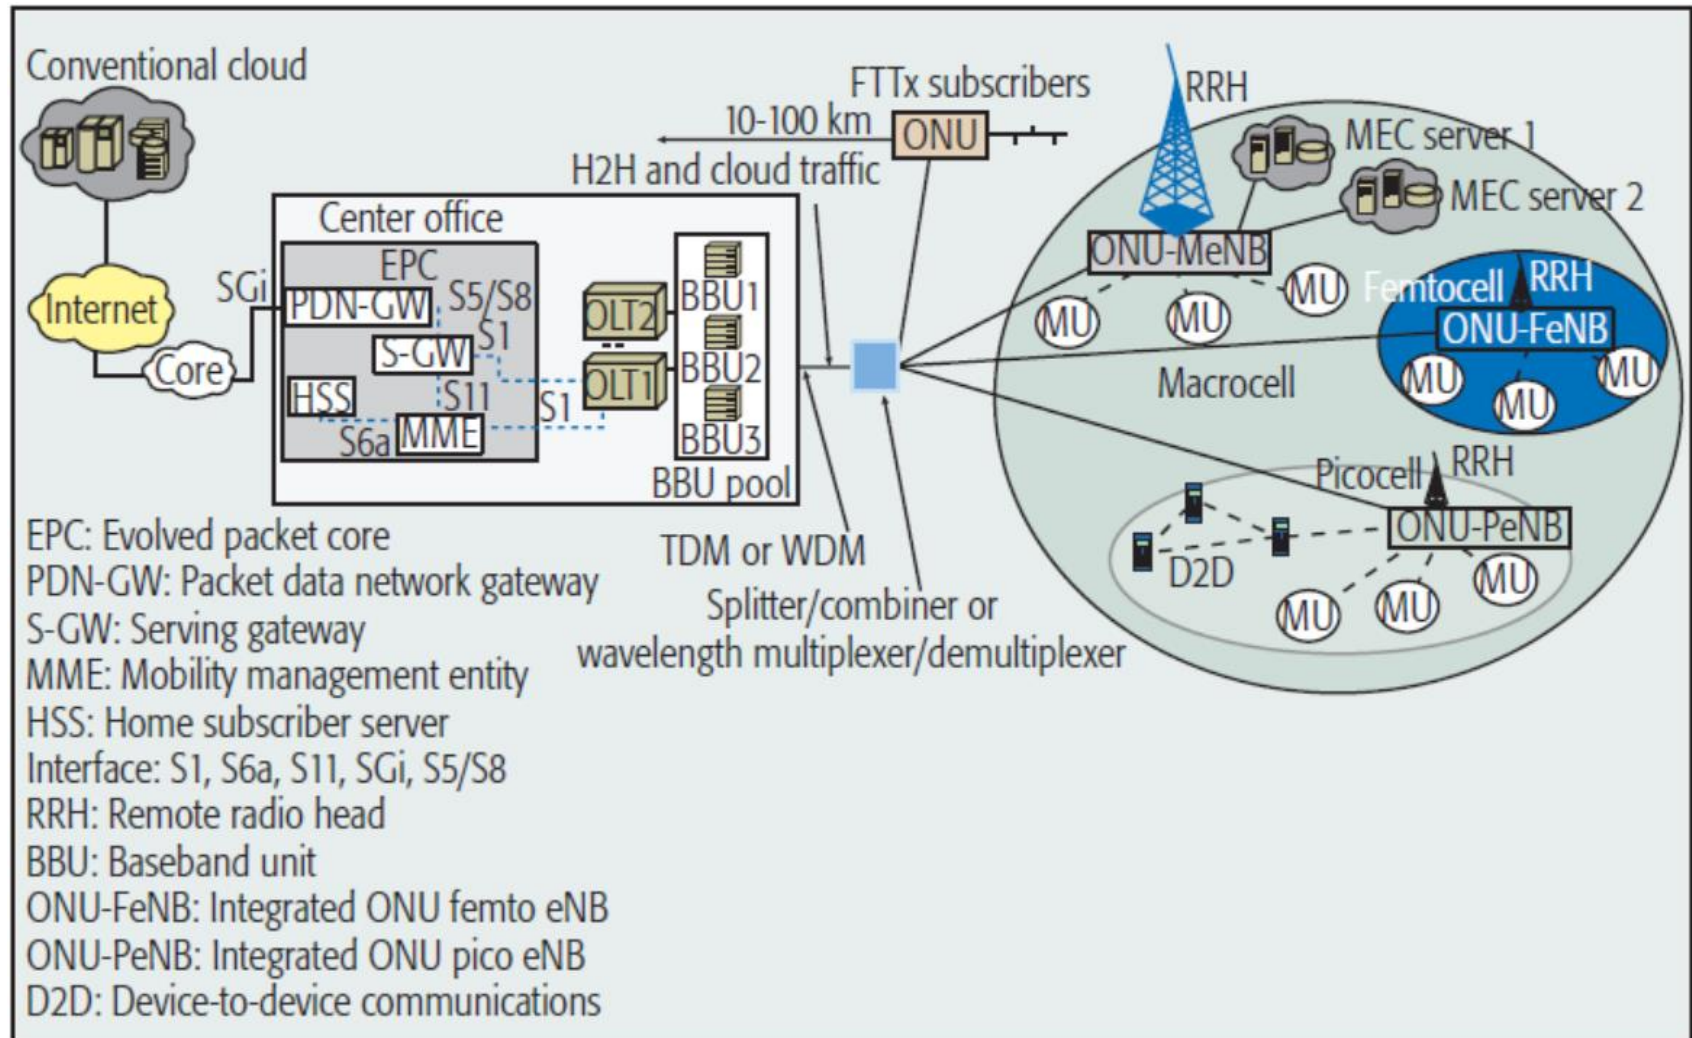 Conventional cloud
FTTx subscribers
RRH
10-100 km
ONU
MEC server 1
H2H and cloud traffic
MEC server 2
Center office
ONU-MeNB
EPC
SGi
PDN-GW
S5/S8
OLT2
BBU1
MU
MU
MU
Femtocell
RRH
Internet
S1
S-GW
ONU-FeNB
Core
OLT1
BBU2
Macrocell
MU
MU
MU
HSS
S11
S1
S6a
MME
BBU3
BBU pool
Picocell
RRH
ONU-PeNB
D2D
MU
MU
MU
TDM or WDM
Splitter/combiner or
wavelength multiplexer/demultiplexer
EPC: Evolved packet core
PDN-GW: Packet data network gateway
S-GW: Serving gateway
MME: Mobility management entity
HSS: Home subscriber server
Interface: S1, S6a, S11, SGi, S5/S8
RRH: Remote radio head
BBU: Baseband unit
ONU-FeNB: Integrated ONU femto eNB
ONU-PeNB: Integrated ONU pico eNB
D2D: Device-to-device communications